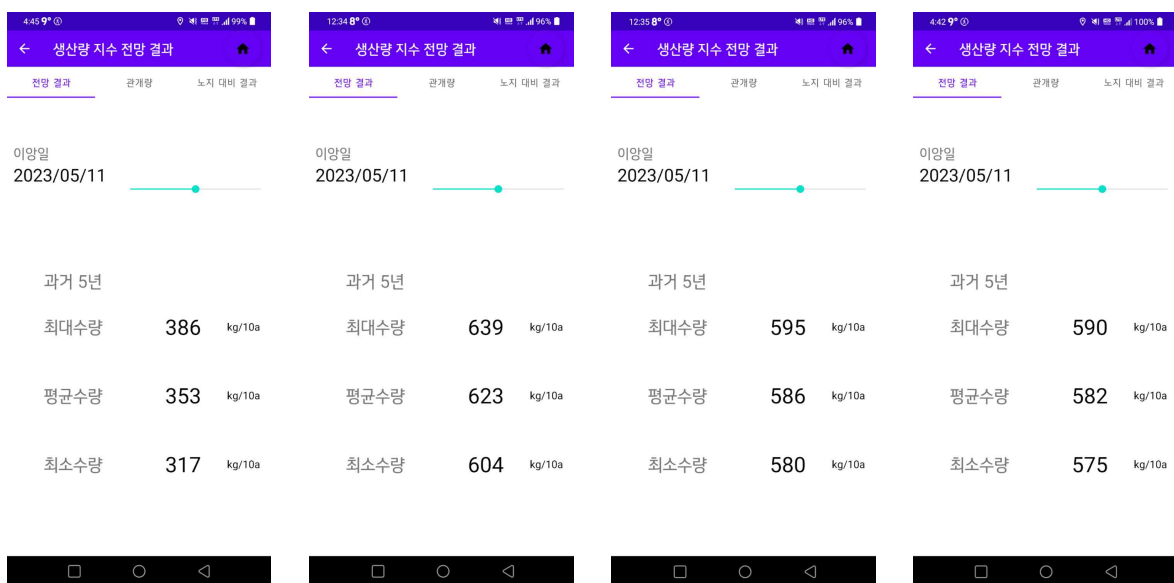 4:45 9° 99%
생산량 지수 전망 결과
전망 결과 관개량 노지 대비 결과
이앙일
2023/05/11
과거 5년
최대수량 386 kg/10a
평균수량 353 kg/10a
최소수량 317 kg/10a
12:34 8° 96%
생산량 지수 전망 결과
전망 결과 관개량 노지 대비 결과
이앙일
2023/05/11
과거 5년
최대수량 639 kg/10a
평균수량 623 kg/10a
최소수량 604 kg/10a
12:35 8° 96%
생산량 지수 전망 결과
전망 결과 관개량 노지 대비 결과
이앙일
2023/05/11
과거 5년
최대수량 595 kg/10a
평균수량 586 kg/10a
최소수량 580 kg/10a
4:42 9° 100%
생산량 지수 전망 결과
전망 결과 관개량 노지 대비 결과
이앙일
2023/05/11
과거 5년
최대수량 590 kg/10a
평균수량 582 kg/10a
최소수량 575 kg/10a